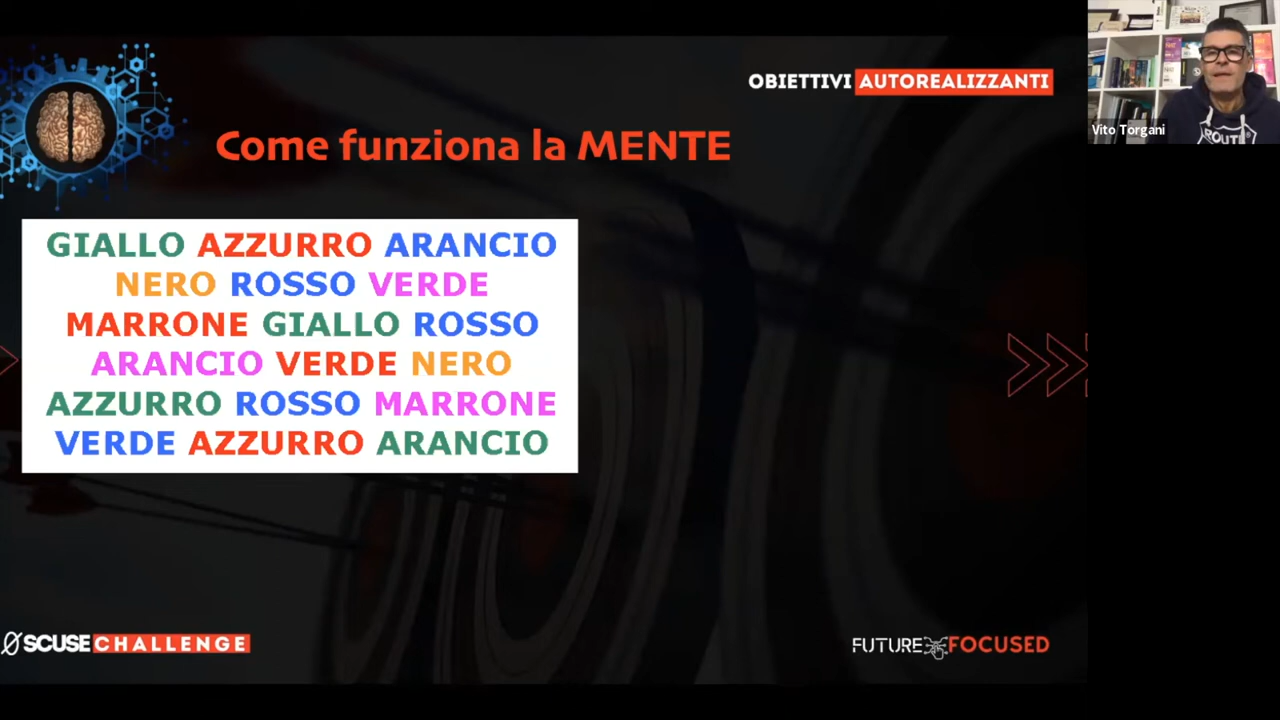 OBIETTIVI AUTOREALIZZANTI
Come funziona la MENTE
GIALLO AZZURRO ARANCIO
NERO ROSSO VERDE
MARRONE GIALLO ROSSO
ARANCIO VERDE NERO
AZZURRO ROSSO MARRONE
VERDE AZZURRO ARANCIO
ØSCUSE CHALLENGE
FUTURE FOCUSED
Vito Torgani